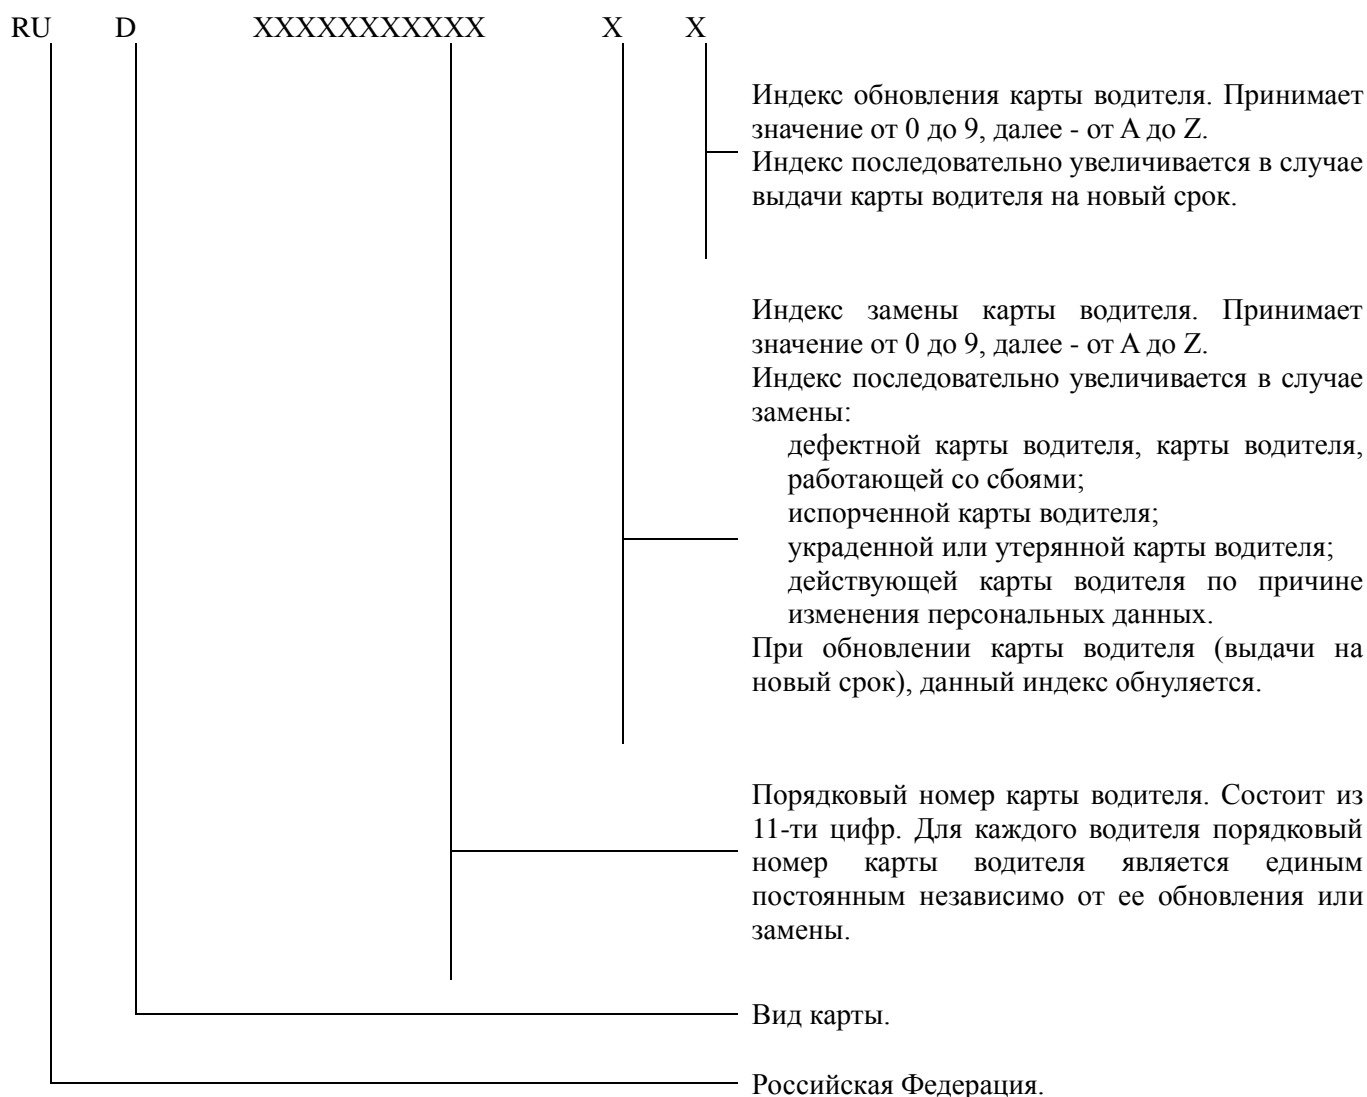 RU D XXXXXXXXXXX X X
Индекс обновления карты водителя. Принимает
значение от 0 до 9, далее - от A до Z.
Индекс последовательно увеличивается в случае
выдачи карты водителя на новый срок.
Индекс замены карты водителя. Принимает
значение от 0 до 9, далее - от A до Z.
Индекс последовательно увеличивается в случае
замены:
дефектной карты водителя, карты водителя,
работающей со сбоями;
испорченной карты водителя;
украденной или утерянной карты водителя;
действующей карты водителя по причине
изменения персональных данных.
При обновлении карты водителя (выдачи на
новый срок), данный индекс обнуляется.
Порядковый номер карты водителя. Состоит из
11-ти цифр. Для каждого водителя порядковый
номер карты водителя является единым
постоянным независимо от ее обновления или
замены.
Вид карты.
Российская Федерация.